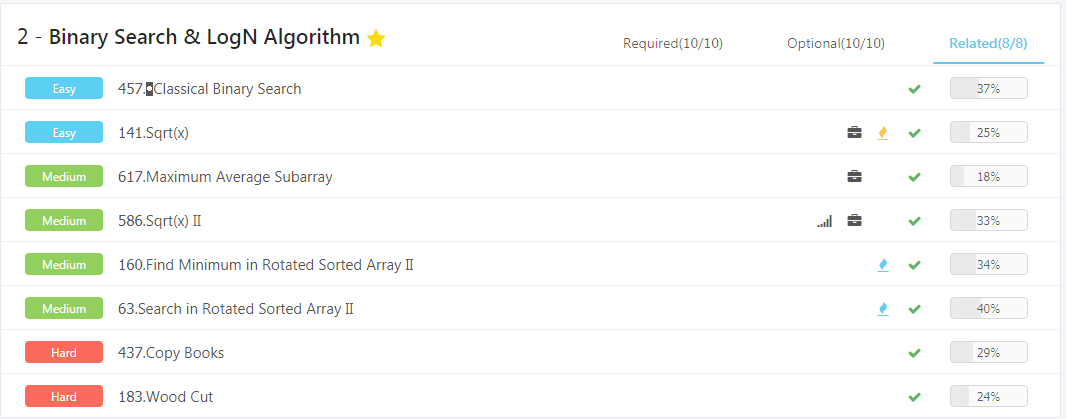 2 - Binary Search & LogN Algorithm Required(10/10) Optional(10/10) Related(8/8)
Easy 457.Classical Binary Search 37%
Easy 141.Sqrt(x) 25%
Medium 617.Maximum Average Subarray 18%
Medium 586.Sqrt(x) II 33%
Medium 160.Find Minimum in Rotated Sorted Array II 34%
Medium 63.Search in Rotated Sorted Array II 40%
Hard 437.Copy Books 29%
Hard 183.Wood Cut 24%